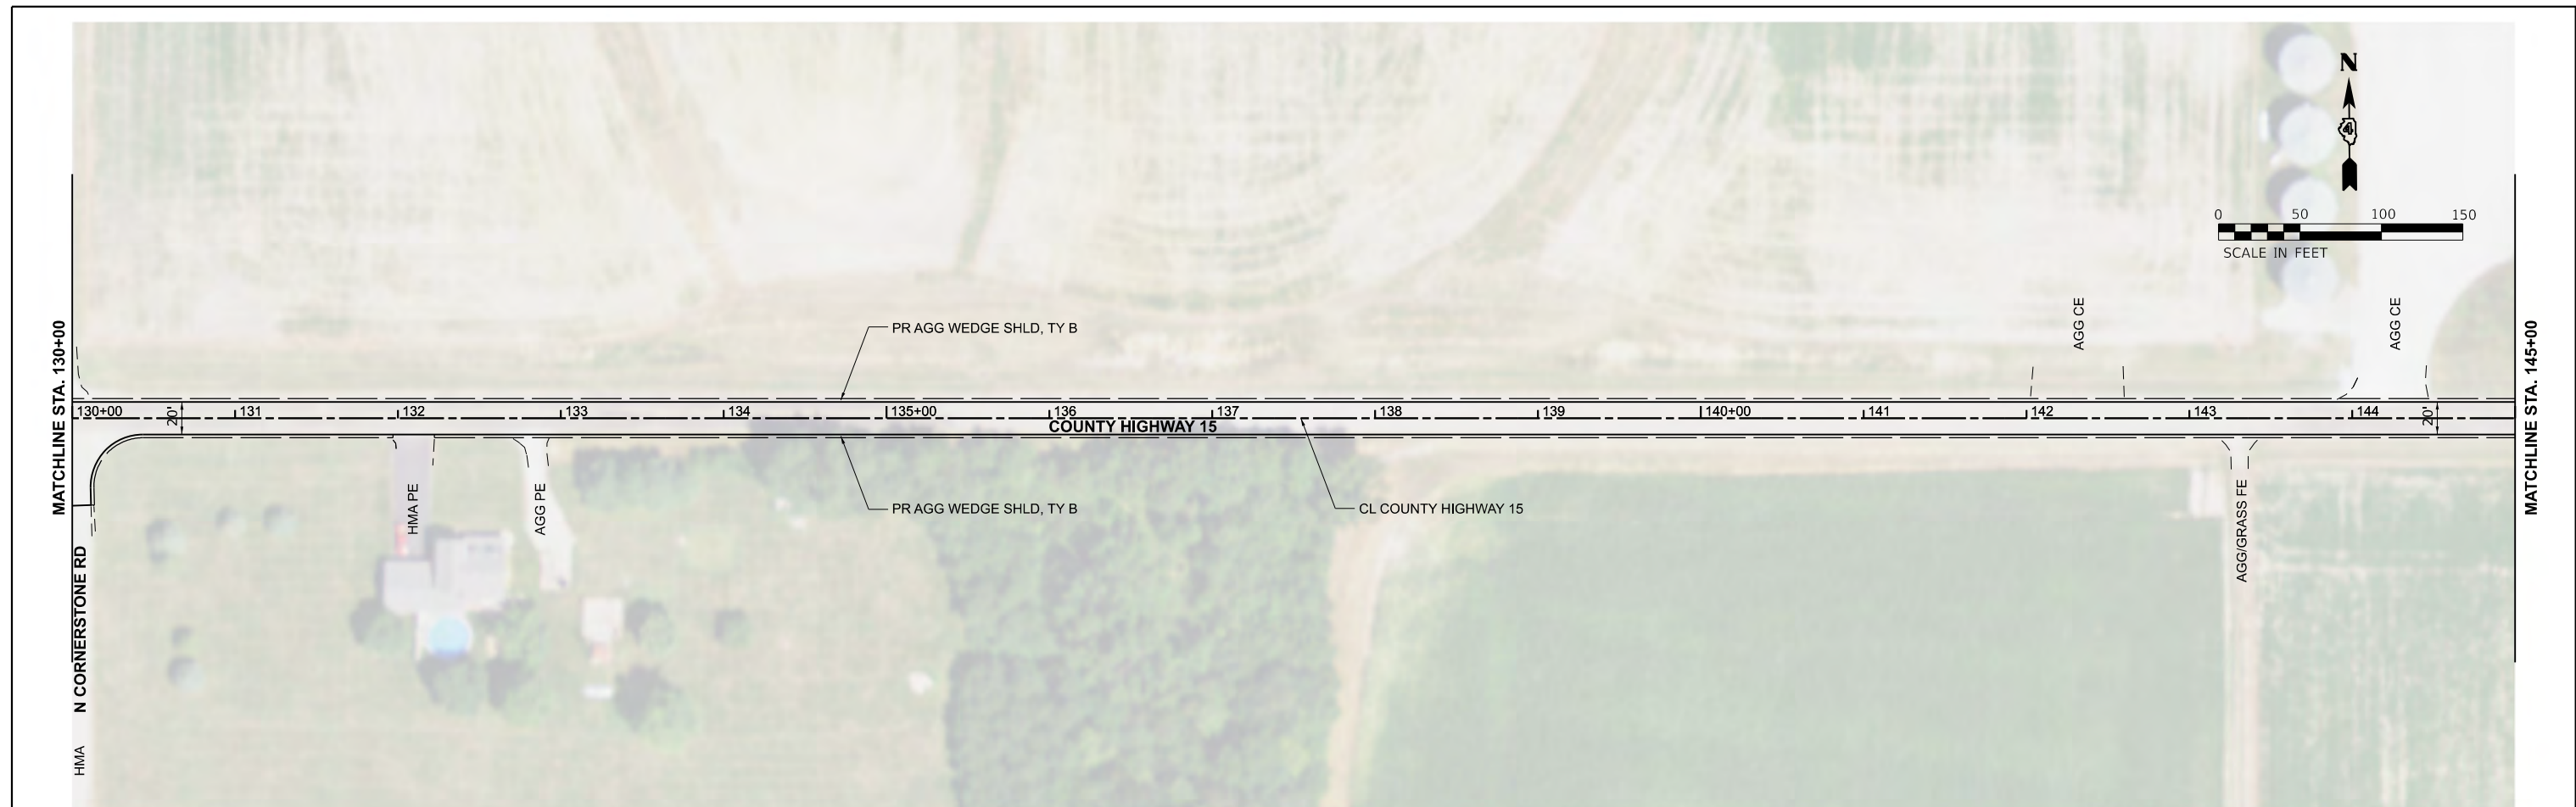 N
4
0 50 100 150
SCALE IN FEET
AGG CE
AGG CE
PR AGG WEDGE SHLD, TY B
MATCHLINE STA. 130+00
MATCHLINE STA. 145+00
130+00 131 132 133 134 135+00 136 137 138 139 140+00 141 142 143 144
20'
20'
COUNTY HIGHWAY 15
HMA PE
AGG PE
PR AGG WEDGE SHLD, TY B
CL COUNTY HIGHWAY 15
AGG/GRASS FE
N CORNERSTONE RD
HMA